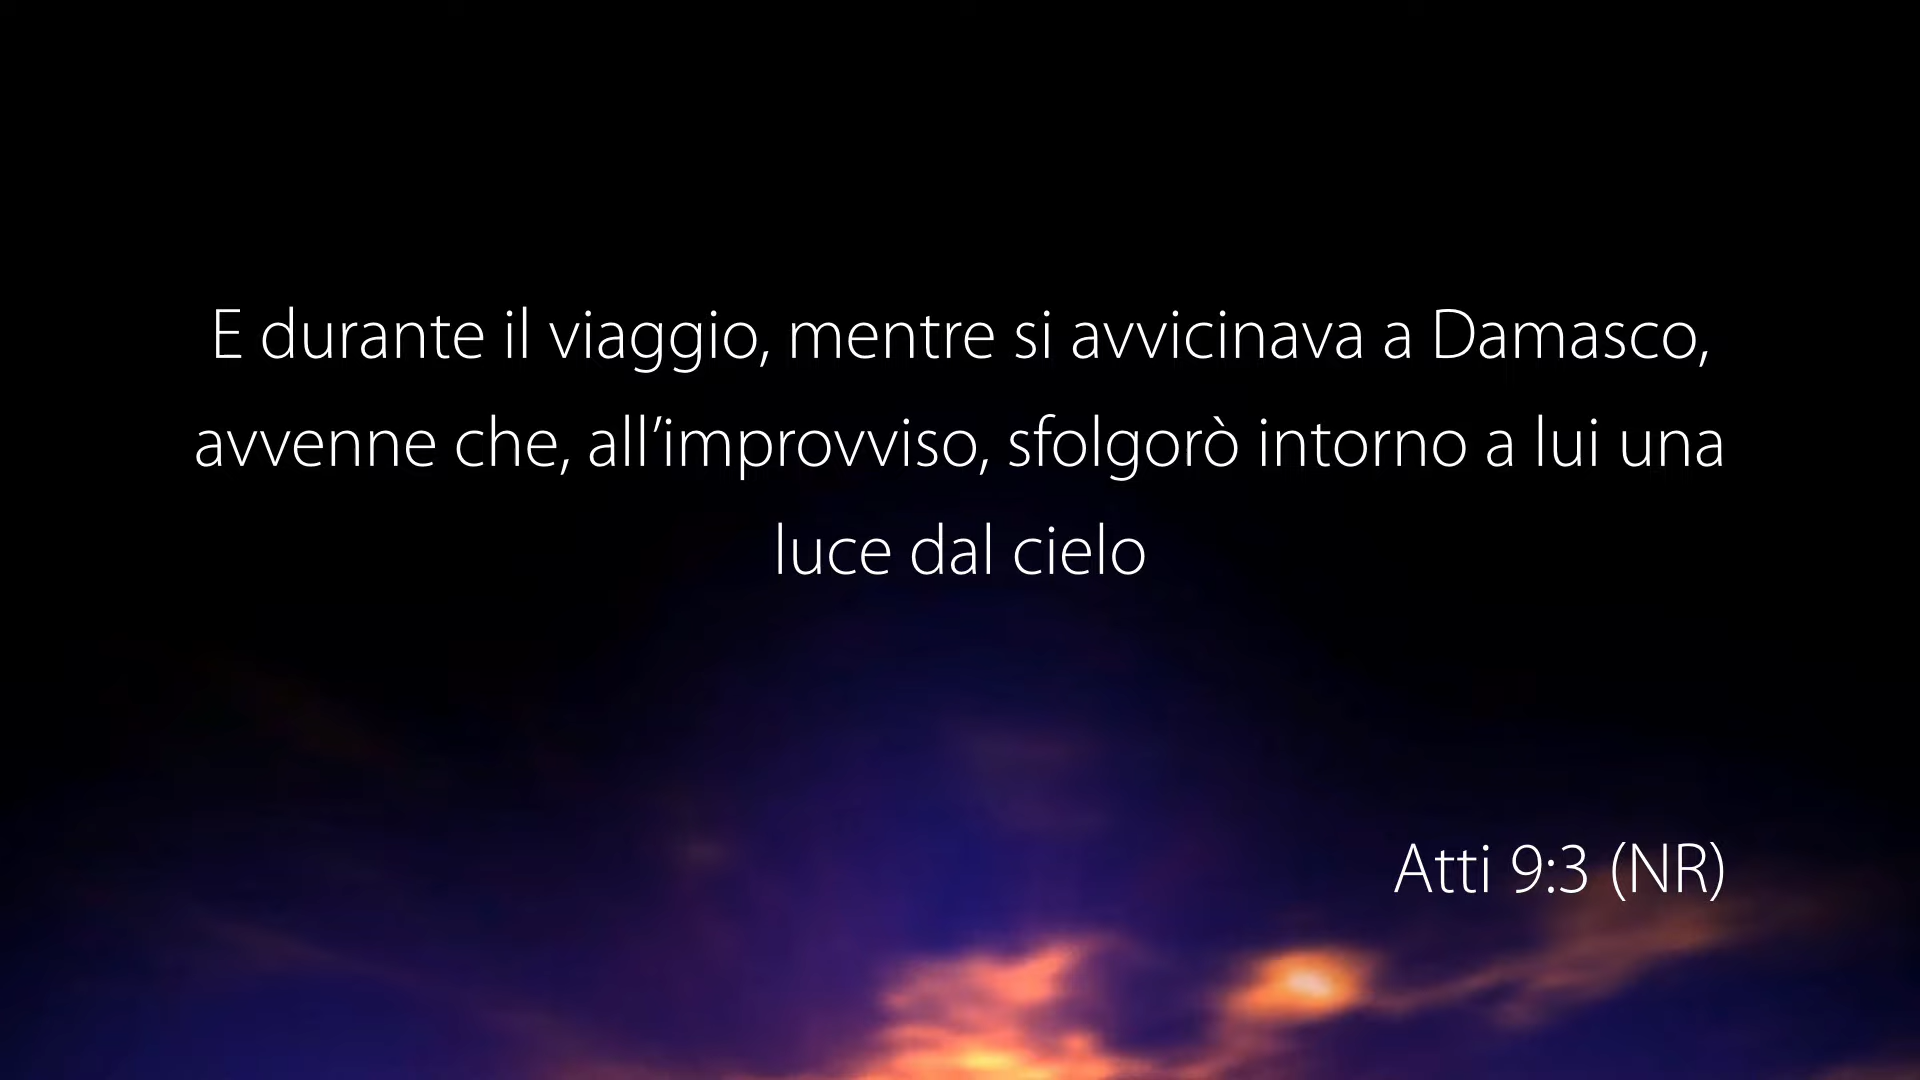 E durante il viaggio, mentre si avvicinava a Damasco,
avvenne che, all’improvviso, sfolgorò intorno a lui una
luce dal cielo
Atti 9:3 (NR)